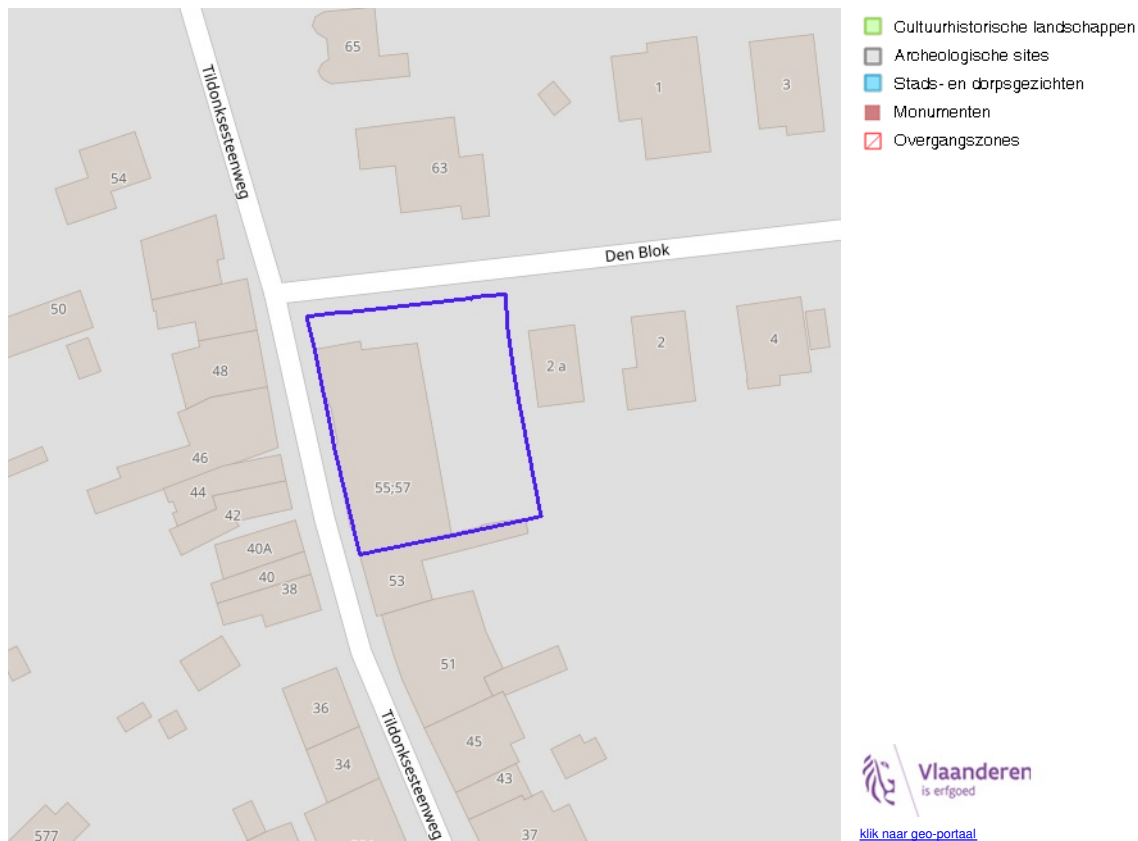 65
1
3
Tildonksesteenweg
63
54
Den Blok
50
48
2 a
2
4
46
44
55;57
42
40A
40
38
53
51
36
45
34
43
Tildonksesteenweg
577
37
Cultuurhistorische landschappen
Archeologische sites
Stads- en dorpsgezichten
Monumenten
Overgangszones
Vlaanderen
is erfgoed
klik naar geo-portaal